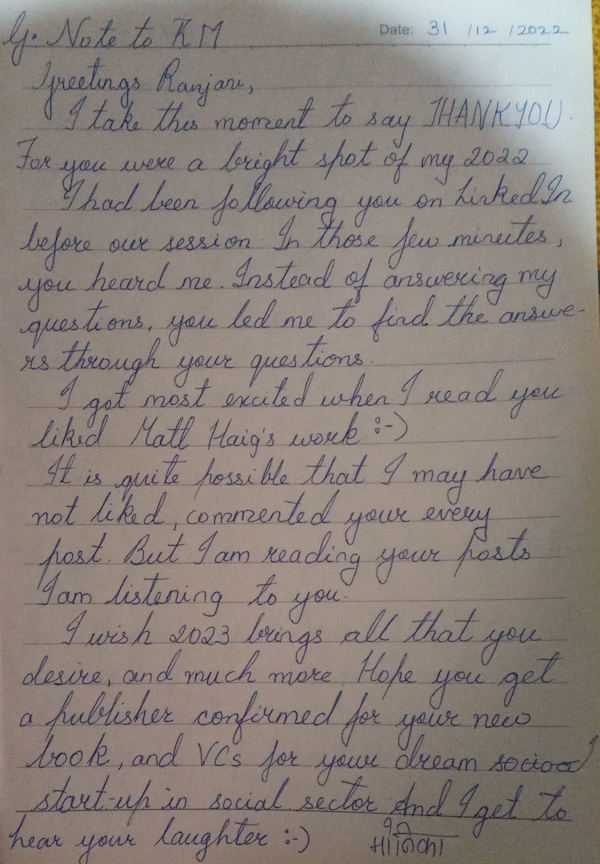 G. Note to KM
Date: 31/12/2022
Greetings Ranjani,
I take this moment to say THANKYOU.
For you were a bright spot of my 2022
I had been following you on LinkedIn
before our session In those few minutes,
you heard me. Instead of answering my
questions, you led me to find the answe-
rs through your questions.
I got most excited when I read you
liked Matt Haig's work :-)
It is quite possible that I may have
not liked, commented your every
post. But I am reading your posts
I am listening to you.
I wish 2023 brings all that you
desire, and much more. Hope you get
a publisher confirmed for your new
book, and VCs for your dream
start-up in social sector And I get to
hear your laughter :-)